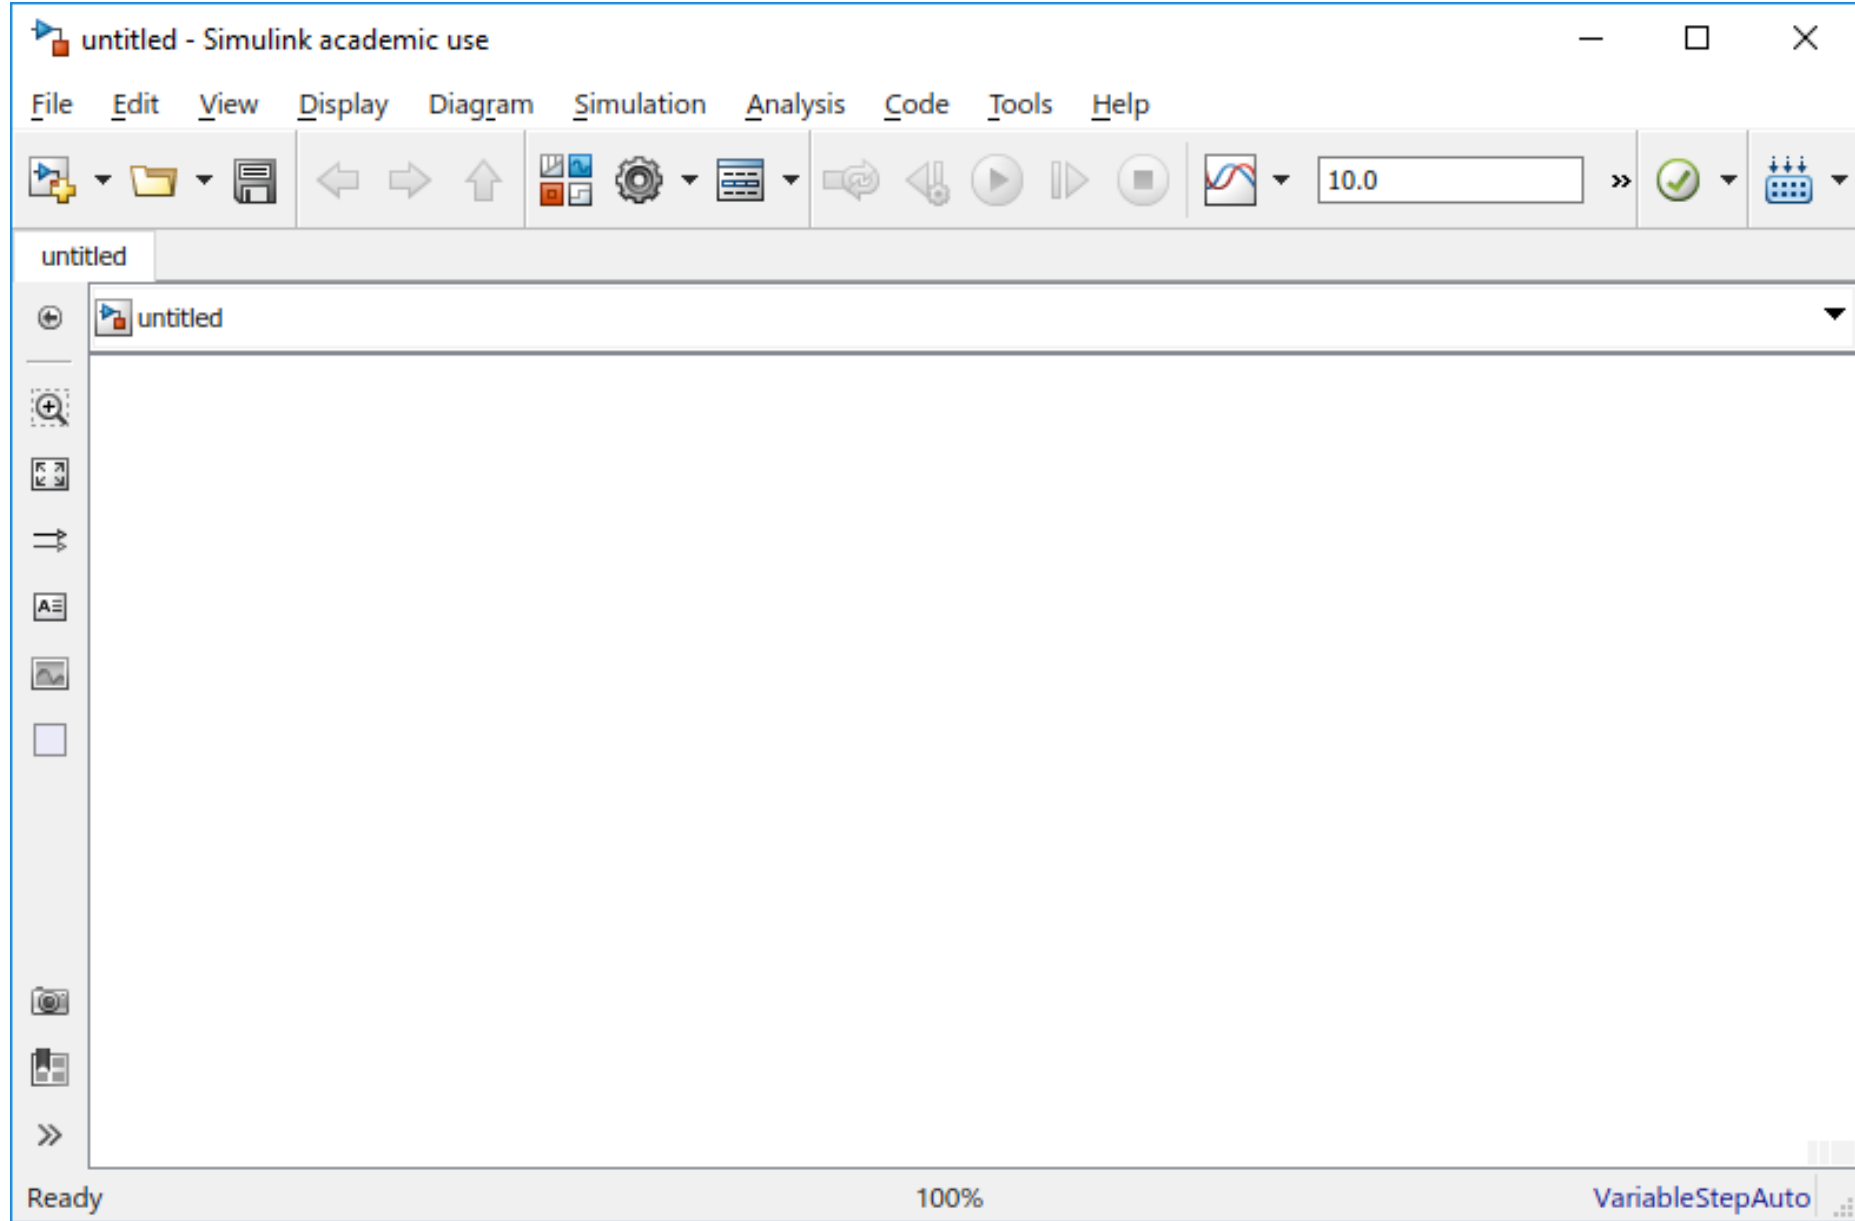 untitled - Simulink academic use
File Edit View Display Diagram Simulation Analysis Code Tools Help
10.0
untitled
untitled
Ready 100% VariableStepAuto